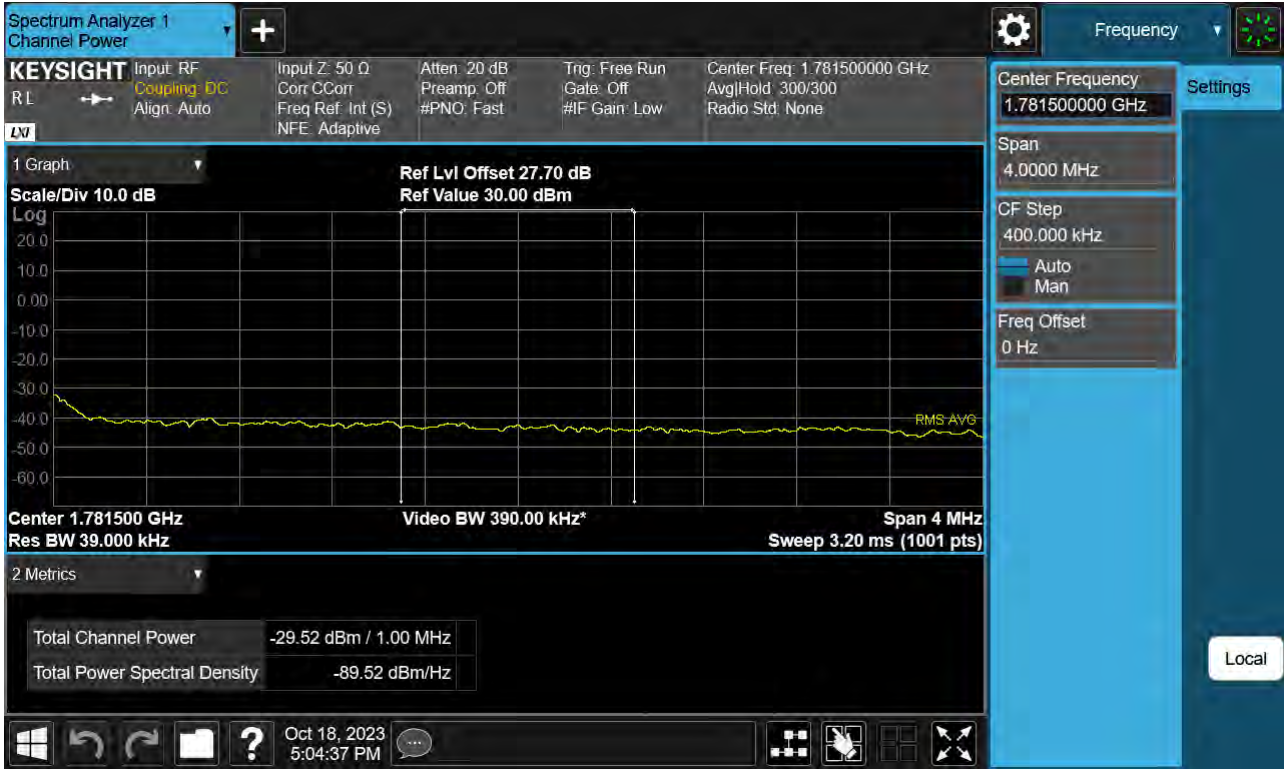 Spectrum Analyzer 1
Channel Power
Frequency
KEYSIGHT
R L
LXI
Input: RF
Coupling: DC
Align: Auto
Input Z: 50 Ω
Corr CCorr
Freq Ref: Int (S)
NFE: Adaptive
Atten: 20 dB
Preamp: Off
#PNO: Fast
Trig: Free Run
Gate: Off
#IF Gain: Low
Center Freq: 1.781500000 GHz
Avg|Hold: 300/300
Radio Std: None
Center Frequency
1.781500000 GHz
Settings
Span
4.0000 MHz
CF Step
400.000 kHz
Auto
Man
Freq Offset
0 Hz
1 Graph
Scale/Div 10.0 dB
Ref Lvl Offset 27.70 dB
Ref Value 30.00 dBm
Log
20.0
10.0
0.00
-10.0
-20.0
-30.0
-40.0
-50.0
-60.0
RMS AVG
Center 1.781500 GHz
Res BW 39.000 kHz
Video BW 390.00 kHz*
Span 4 MHz
Sweep 3.20 ms (1001 pts)
2 Metrics
Total Channel Power -29.52 dBm / 1.00 MHz
Total Power Spectral Density -89.52 dBm/Hz
Local
?
Oct 18, 2023
5:04:37 PM